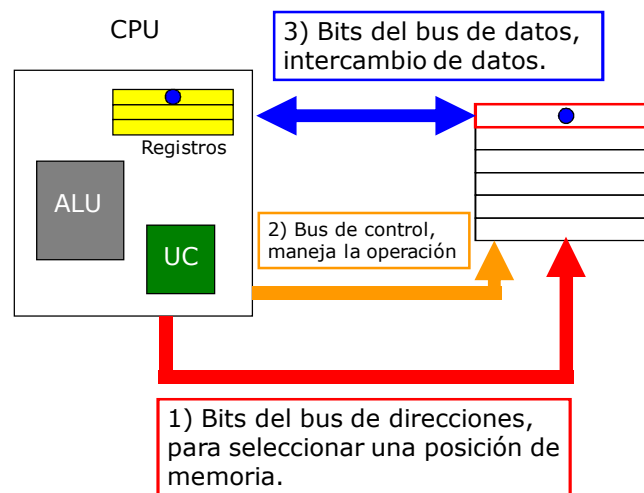 CPU
3) Bits del bus de datos,
intercambio de datos.
Registros
ALU
UC
2) Bus de control,
maneja la operación
1) Bits del bus de direcciones,
para seleccionar una posición de
memoria.